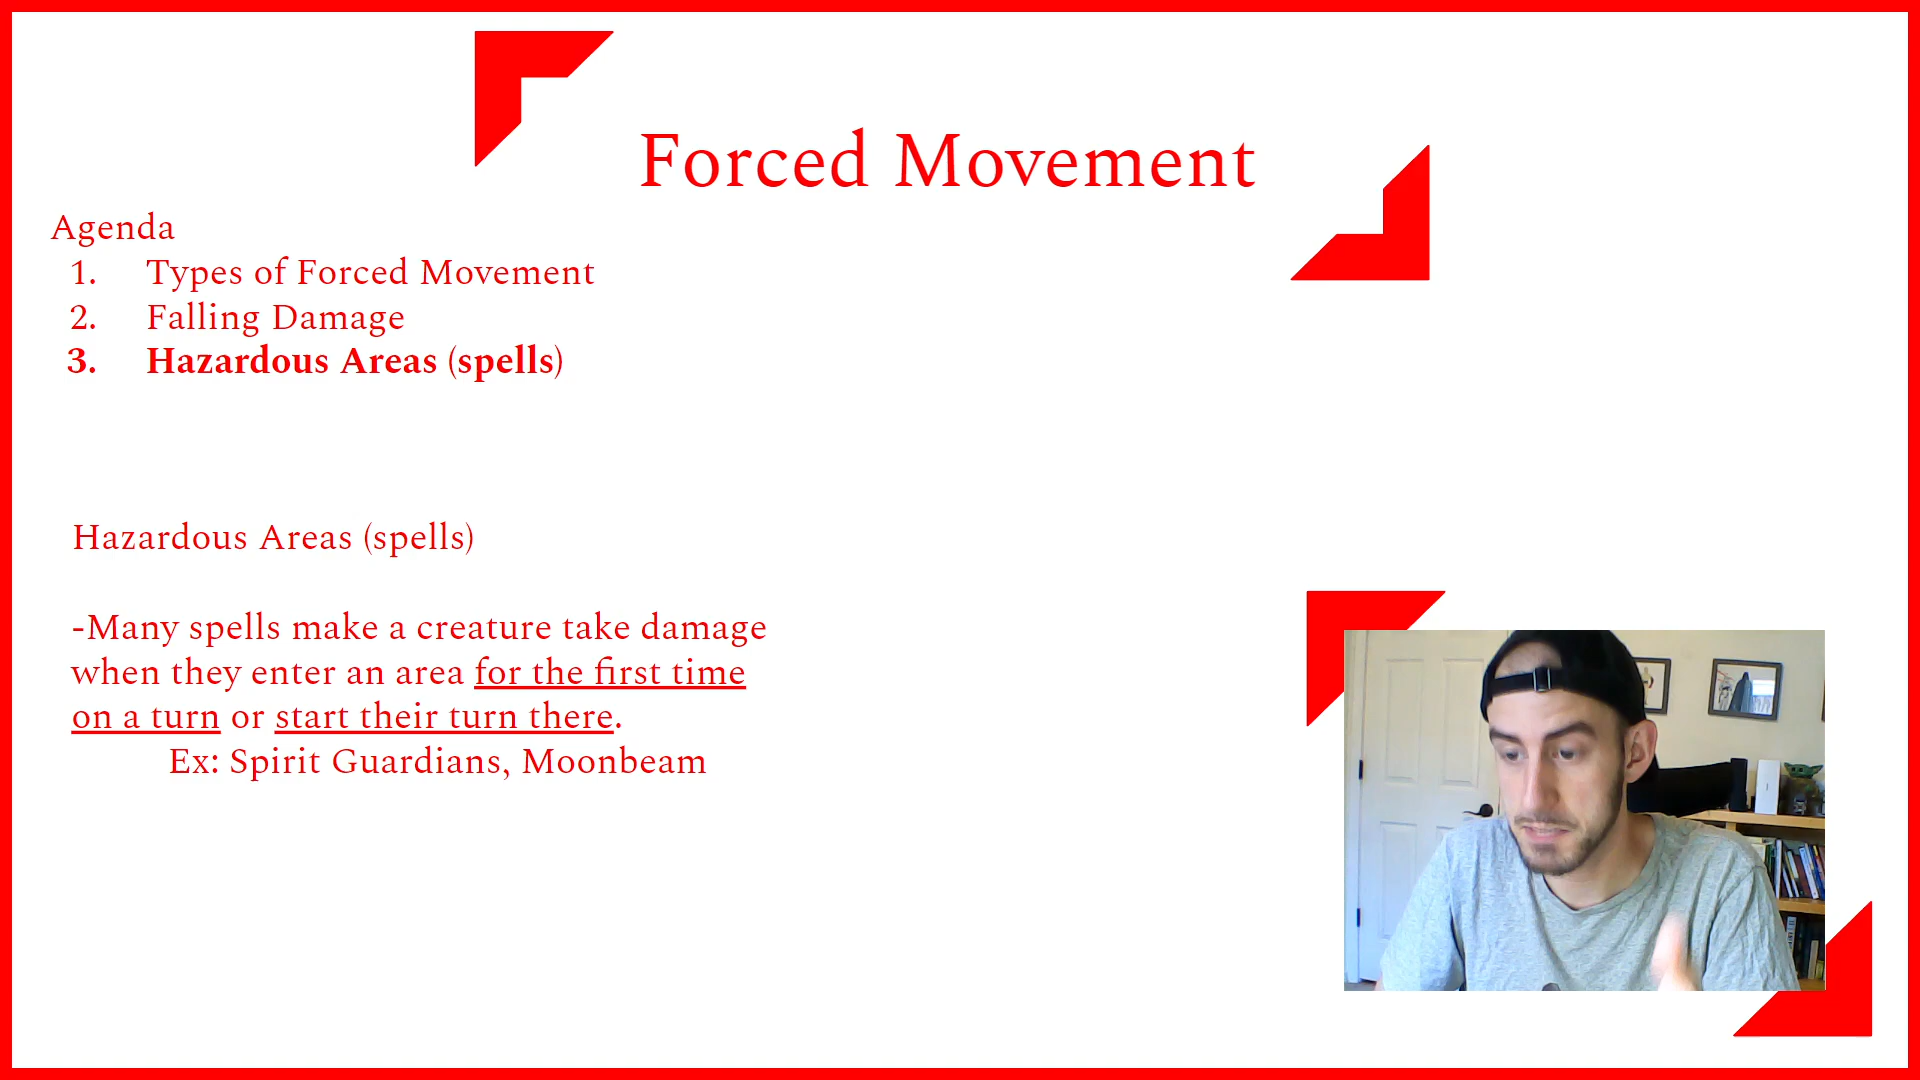 Forced Movement
Agenda
1. Types of Forced Movement
2. Falling Damage
3. Hazardous Areas (spells)
Hazardous Areas (spells)
-Many spells make a creature take damage
when they enter an area for the first time
on a turn or start their turn there.
Ex: Spirit Guardians, Moonbeam